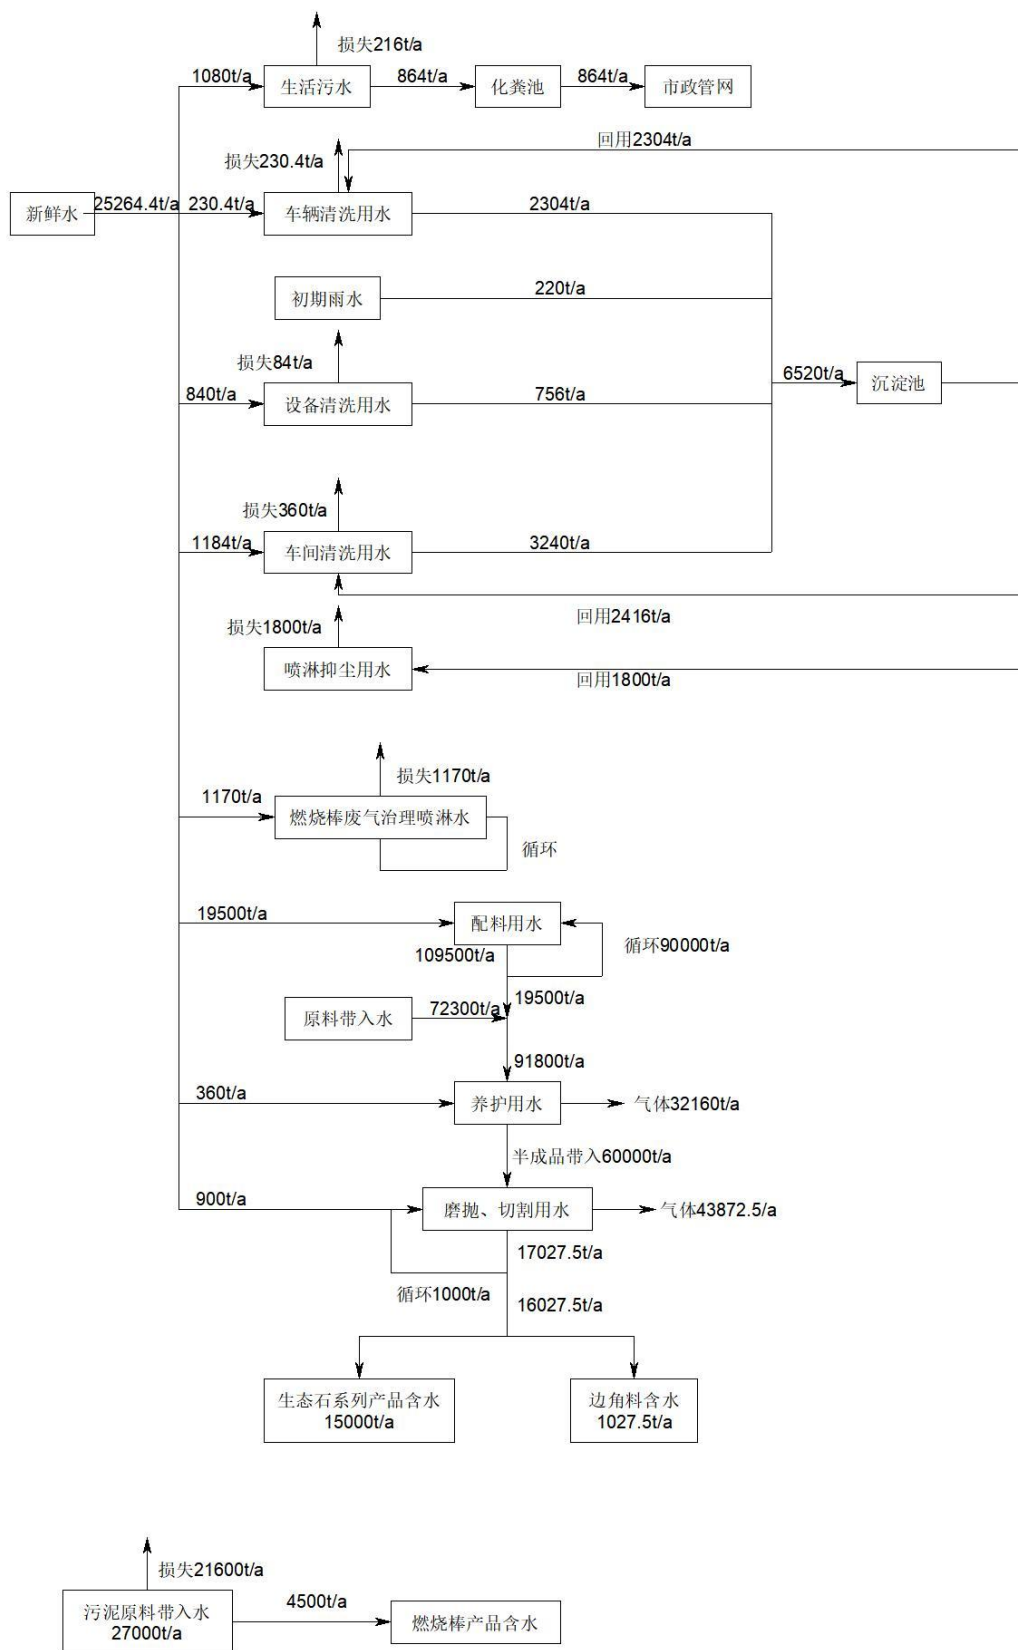 损失216t/a
1080t/a
生活污水
864t/a
化粪池
864t/a
市政管网
回用2304t/a
损失230.4t/a
新鲜水
25264.4t/a
230.4t/a
车辆清洗用水
2304t/a
初期雨水
220t/a
损失84t/a
840t/a
设备清洗用水
756t/a
6520t/a
沉淀池
损失360t/a
1184t/a
车间清洗用水
3240t/a
回用2416t/a
损失1800t/a
喷淋抑尘用水
回用1800t/a
损失1170t/a
1170t/a
燃烧棒废气治理喷淋水
循环
19500t/a
配料用水
109500t/a
循环90000t/a
19500t/a
原料带入水
72300t/a
91800t/a
360t/a
养护用水
气体32160t/a
半成品带入60000t/a
900t/a
磨抛、切割用水
气体43872.5/a
17027.5t/a
循环1000t/a
16027.5t/a
生态石系列产品含水
15000t/a
边角料含水
1027.5t/a
损失21600t/a
污泥原料带入水
27000t/a
4500t/a
燃烧棒产品含水